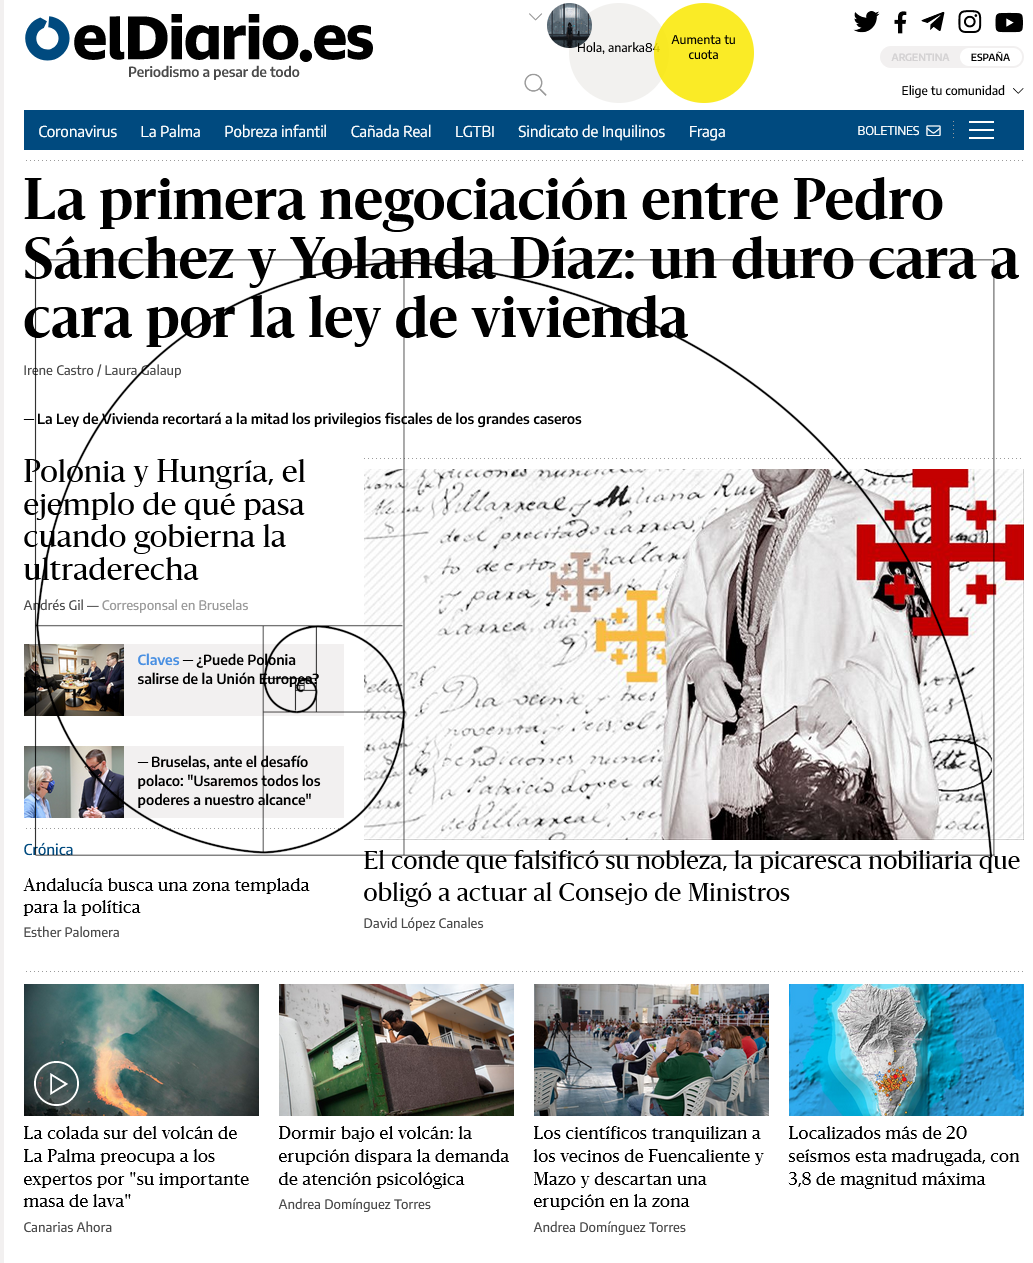 elDiario.es
Periodismo a pesar de todo
Hola, anarka84
Aumenta tu
cuota
ARGENTINA
ESPAÑA
Elige tu comunidad
Coronavirus
La Palma
Pobreza infantil
Cañada Real
LGTBI
Sindicato de Inquilinos
Fraga
BOLETINES
La primera negociación entre Pedro
Sánchez y Yolanda Díaz: un duro cara a
cara por la ley de vivienda
Irene Castro / Laura Galaup
— La Ley de Vivienda recortará a la mitad los privilegios fiscales de los grandes caseros
Polonia y Hungría, el
ejemplo de qué pasa
cuando gobierna la
ultraderecha
Andrés Gil — Corresponsal en Bruselas
Claves — ¿Puede Polonia
salirse de la Unión Europea?
— Bruselas, ante el desafío
polaco: "Usaremos todos los
poderes a nuestro alcance"
Crónica
Andalucía busca una zona templada
para la política
Esther Palomera
El conde que falsificó su nobleza, la picaresca nobiliaria que
obligó a actuar al Consejo de Ministros
David López Canales
La colada sur del volcán de
La Palma preocupa a los
expertos por "su importante
masa de lava"
Canarias Ahora
Dormir bajo el volcán: la
erupción dispara la demanda
de atención psicológica
Andrea Domínguez Torres
Los científicos tranquilizan a
los vecinos de Fuencaliente y
Mazo y descartan una
erupción en la zona
Andrea Domínguez Torres
Localizados más de 20
seísmos esta madrugada, con
3,8 de magnitud máxima